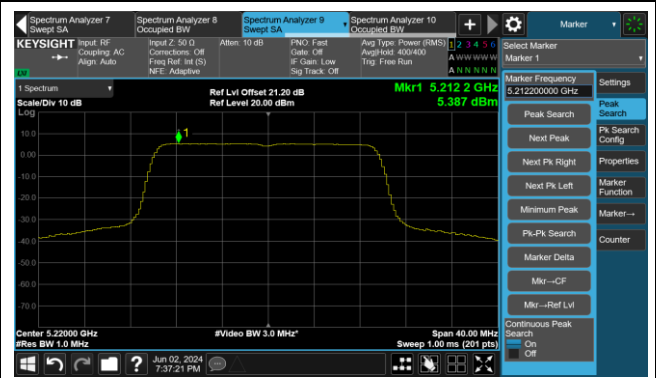 Spectrum Analyzer 7
Swept SA
Spectrum Analyzer 8
Occupied BW
Spectrum Analyzer 9
Swept SA
Spectrum Analyzer 10
Occupied BW
Marker
KEYSIGHT
Input: RF
Coupling: AC
Align: Auto
Input Z: 50 Ω
Corrections: Off
Freq Ref: Int (S)
NFE: Adaptive
Atten: 10 dB
PNO: Fast
Gate: Off
IF Gain: Low
Sig Track: Off
Avg Type: Power (RMS)
Avg|Hold: 400/400
Trig: Free Run
1 2 3 4 5 6
A W W W W W
A N N N N N
LXI
Select Marker
Marker 1
1 Spectrum
Scale/Div 10 dB
Log
Ref Lvl Offset 21.20 dB
Ref Level 20.00 dBm
Mkr1 5.212 2 GHz
5.387 dBm
1
10.0
0.00
-10.0
-20.0
-30.0
-40.0
-50.0
-60.0
-70.0
Center 5.22000 GHz
#Res BW 1.0 MHz
#Video BW 3.0 MHz*
Span 40.00 MHz
Sweep 1.00 ms (201 pts)
Marker Frequency
5.212200000 GHz
Peak Search
Next Peak
Next Pk Right
Next Pk Left
Minimum Peak
Pk-Pk Search
Marker Delta
Mkr→CF
Mkr→Ref Lvl
Continuous Peak
Search
On
Off
Settings
Peak
Search
Pk Search
Config
Properties
Marker
Function
Marker→
Counter
?
Jun 02, 2024
7:37:21 PM